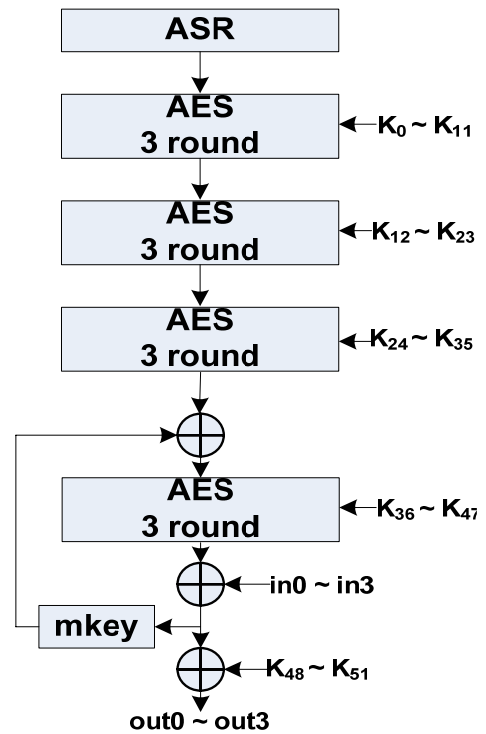 ASR
AES
3 round
K₀ ~ K₁₁
AES
3 round
K₁₂ ~ K₂₃
AES
3 round
K₂₄ ~ K₃₅
AES
3 round
K₃₆ ~ K₄₇
in0 ~ in3
mkey
K₄₈ ~ K₅₁
out0 ~ out3